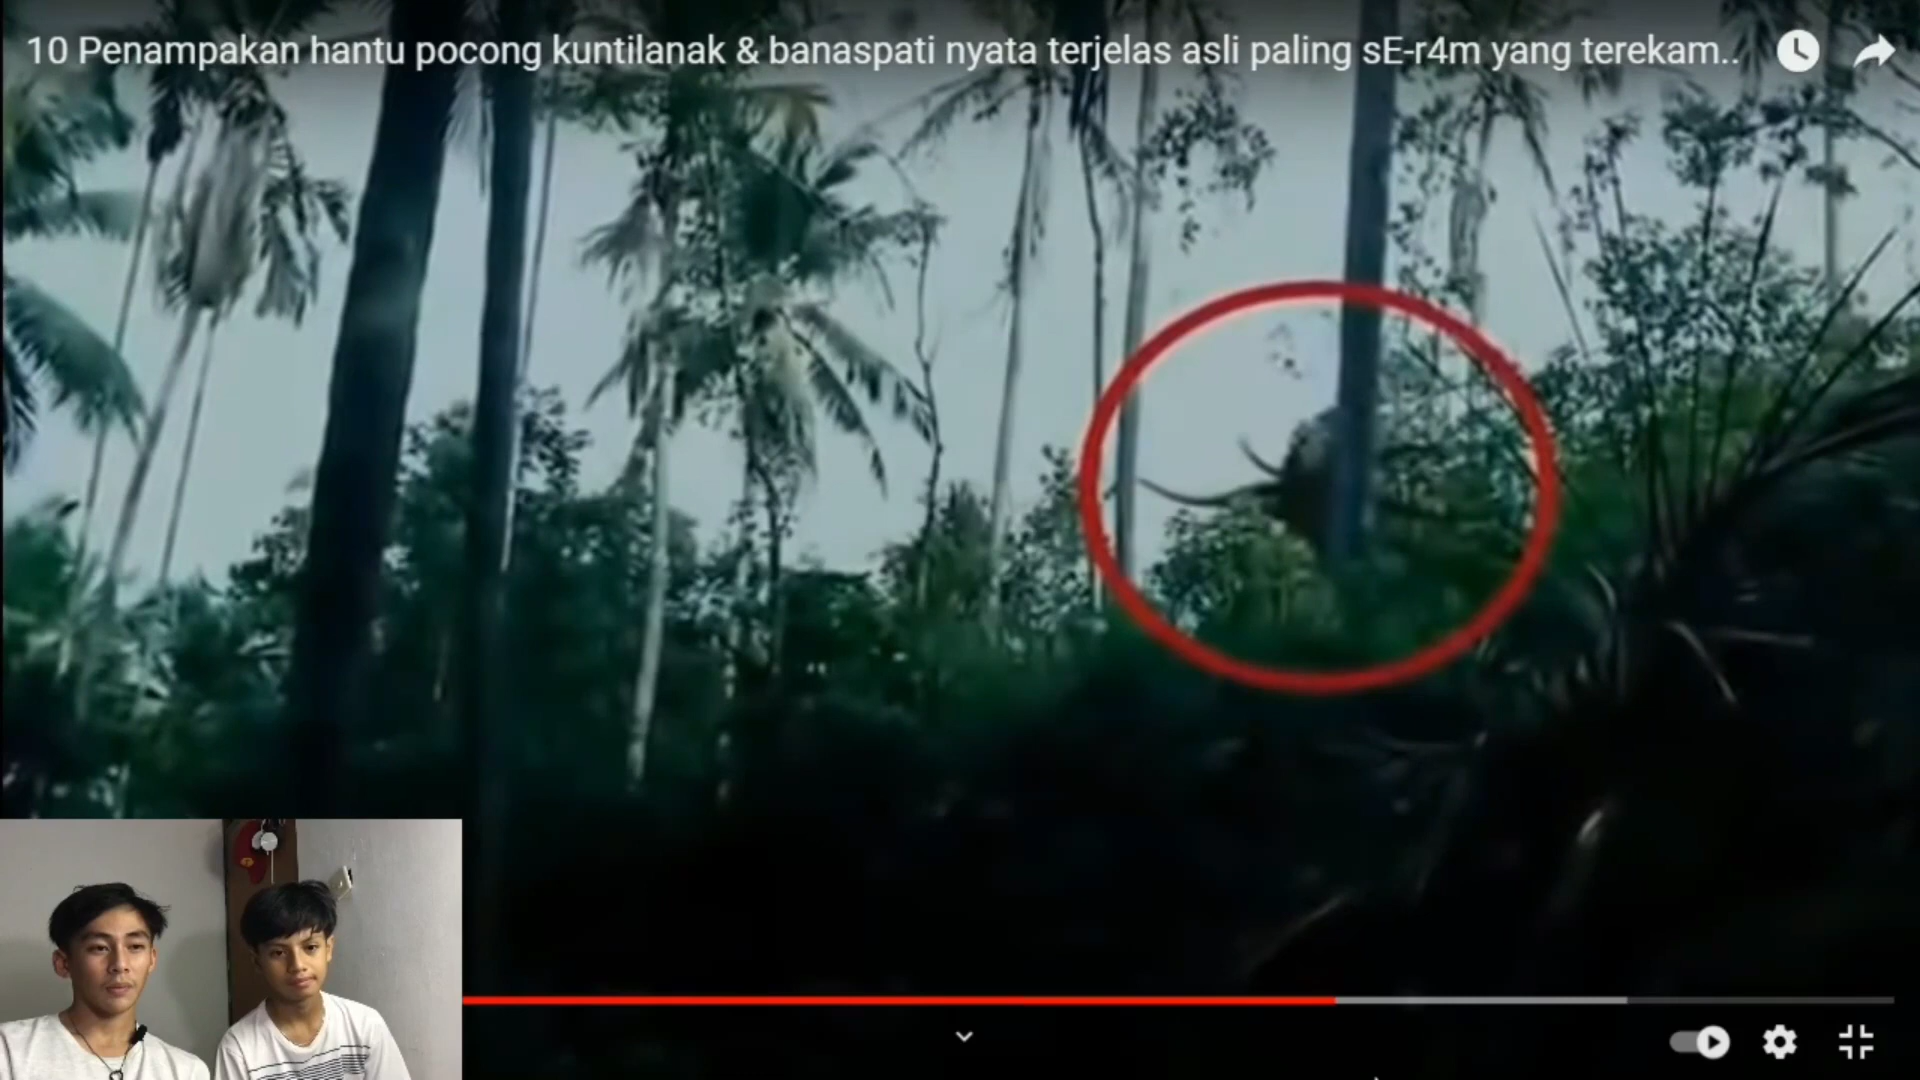 10 Penampakan hantu pocong kuntilanak & banaspati nyata terjelas asli paling sE-r4m yang terekam..